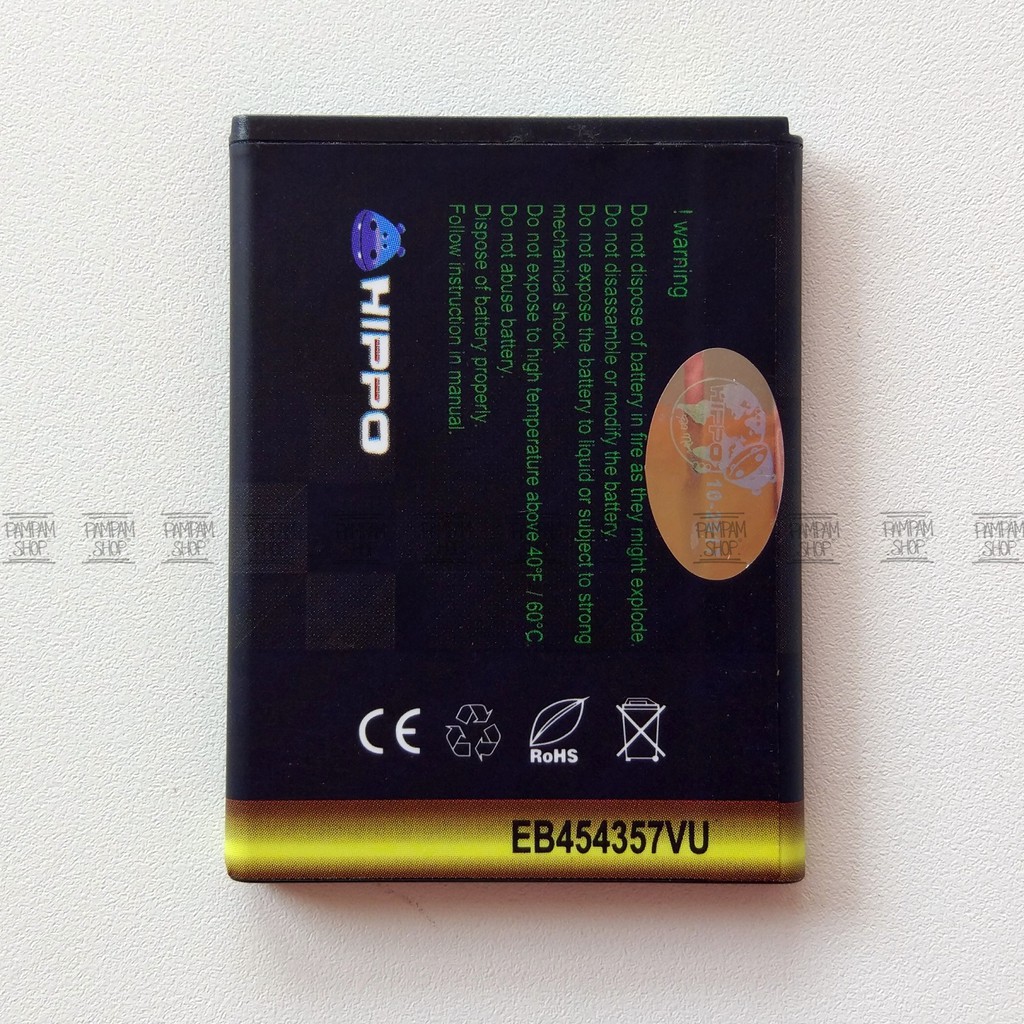 ! warning
Do not dispose of battery in fire as they might explode.
Do not disassamble or modify the battery.
Do not expose the battery to liquid or subject to strong
mechanical shock.
Do not expose to high temperature above 40°F / 60°C.
Do not abuse battery.
Dispose of battery properly.
Follow instruction in manual.
HIPPO
HIPPO
CE
RoHS
EB454357VU
PAMPAM SHOP PAMPAM SHOP PAMPAM SHOP PAMPAM SHOP PAMPAM SHOP PAMPAM SHOP PAMPAM SHOP